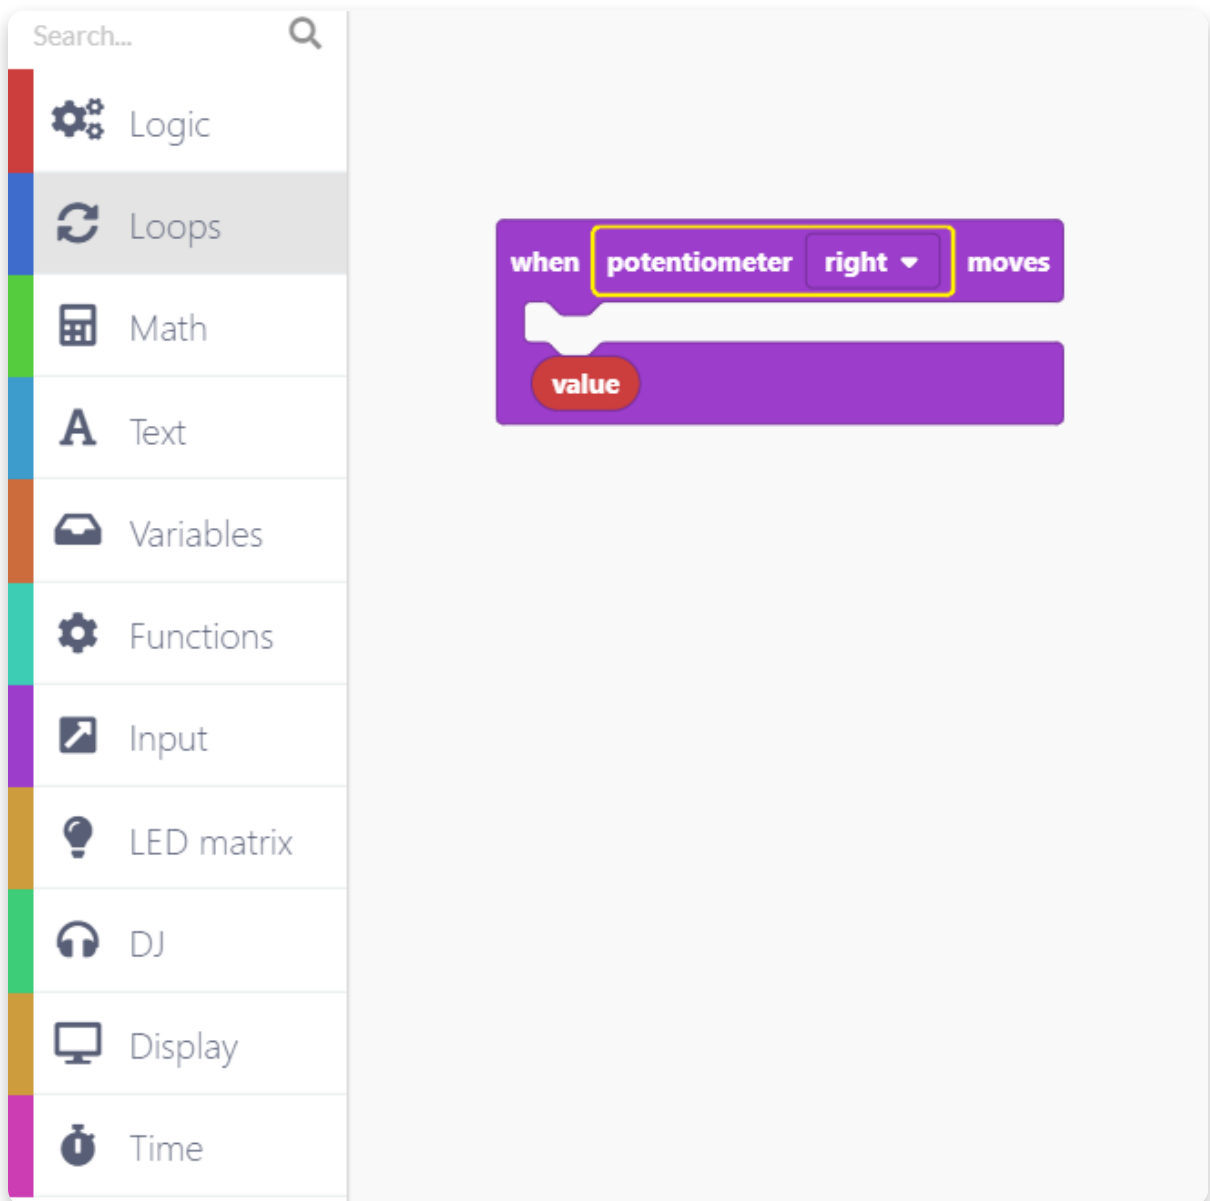 Search...
Logic
Loops
Math
Text
Variables
Functions
Input
LED matrix
DJ
Display
Time
when potentiometer right moves
value